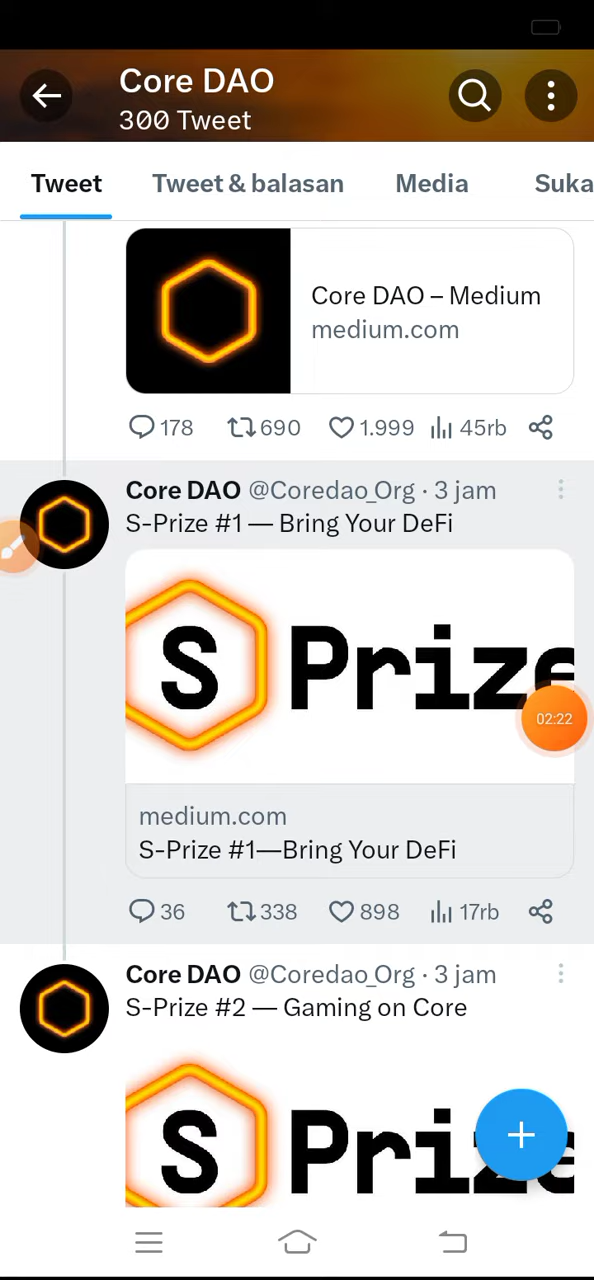 Core DAO
300 Tweet
Tweet
Tweet & balasan
Media
Suka
Core DAO – Medium
medium.com
178
690
1.999
45rb
Core DAO @Coredao_Org · 3 jam
S-Prize #1 — Bring Your DeFi
S Prize
02:22
medium.com
S-Prize #1—Bring Your DeFi
36
338
898
17rb
Core DAO @Coredao_Org · 3 jam
S-Prize #2 — Gaming on Core
S Prize